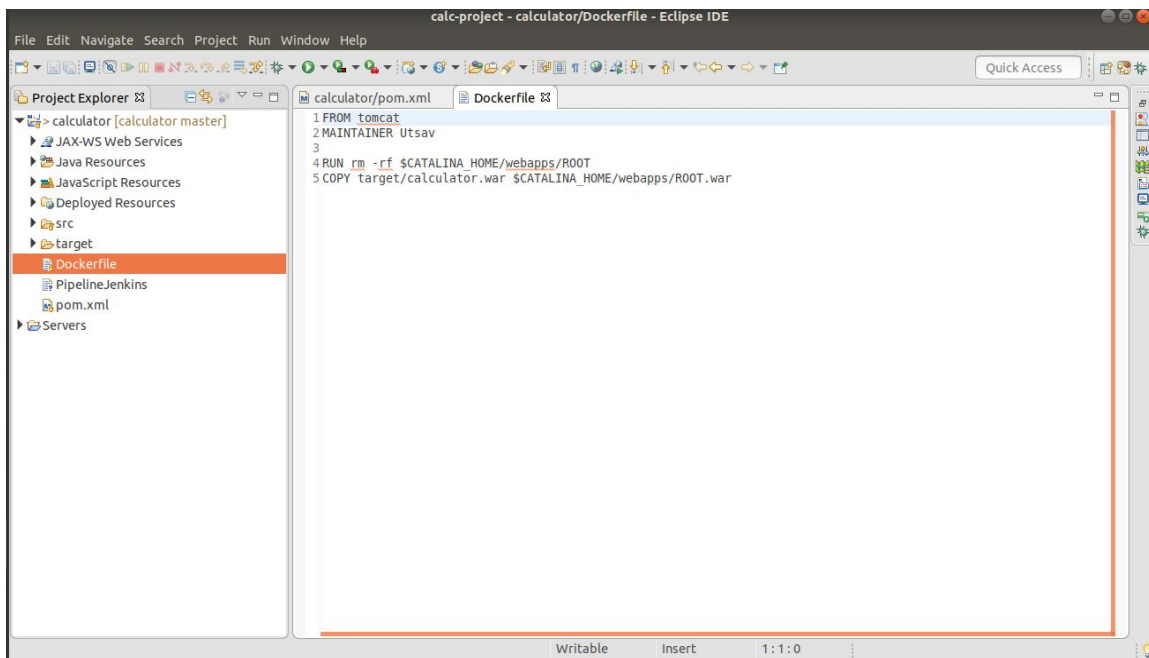 calc-project - calculator/Dockerfile - Eclipse IDE
File Edit Navigate Search Project Run Window Help
Quick Access
Project Explorer
calculator/pom.xml
Dockerfile
> calculator [calculator master]
JAX-WS Web Services
Java Resources
JavaScript Resources
Deployed Resources
src
target
Dockerfile
PipelineJenkins
pom.xml
Servers
1 FROM tomcat
2 MAINTAINER Utsav
3
4 RUN rm -rf $CATALINA_HOME/webapps/ROOT
5 COPY target/calculator.war $CATALINA_HOME/webapps/ROOT.war
Writable Insert 1:1:0